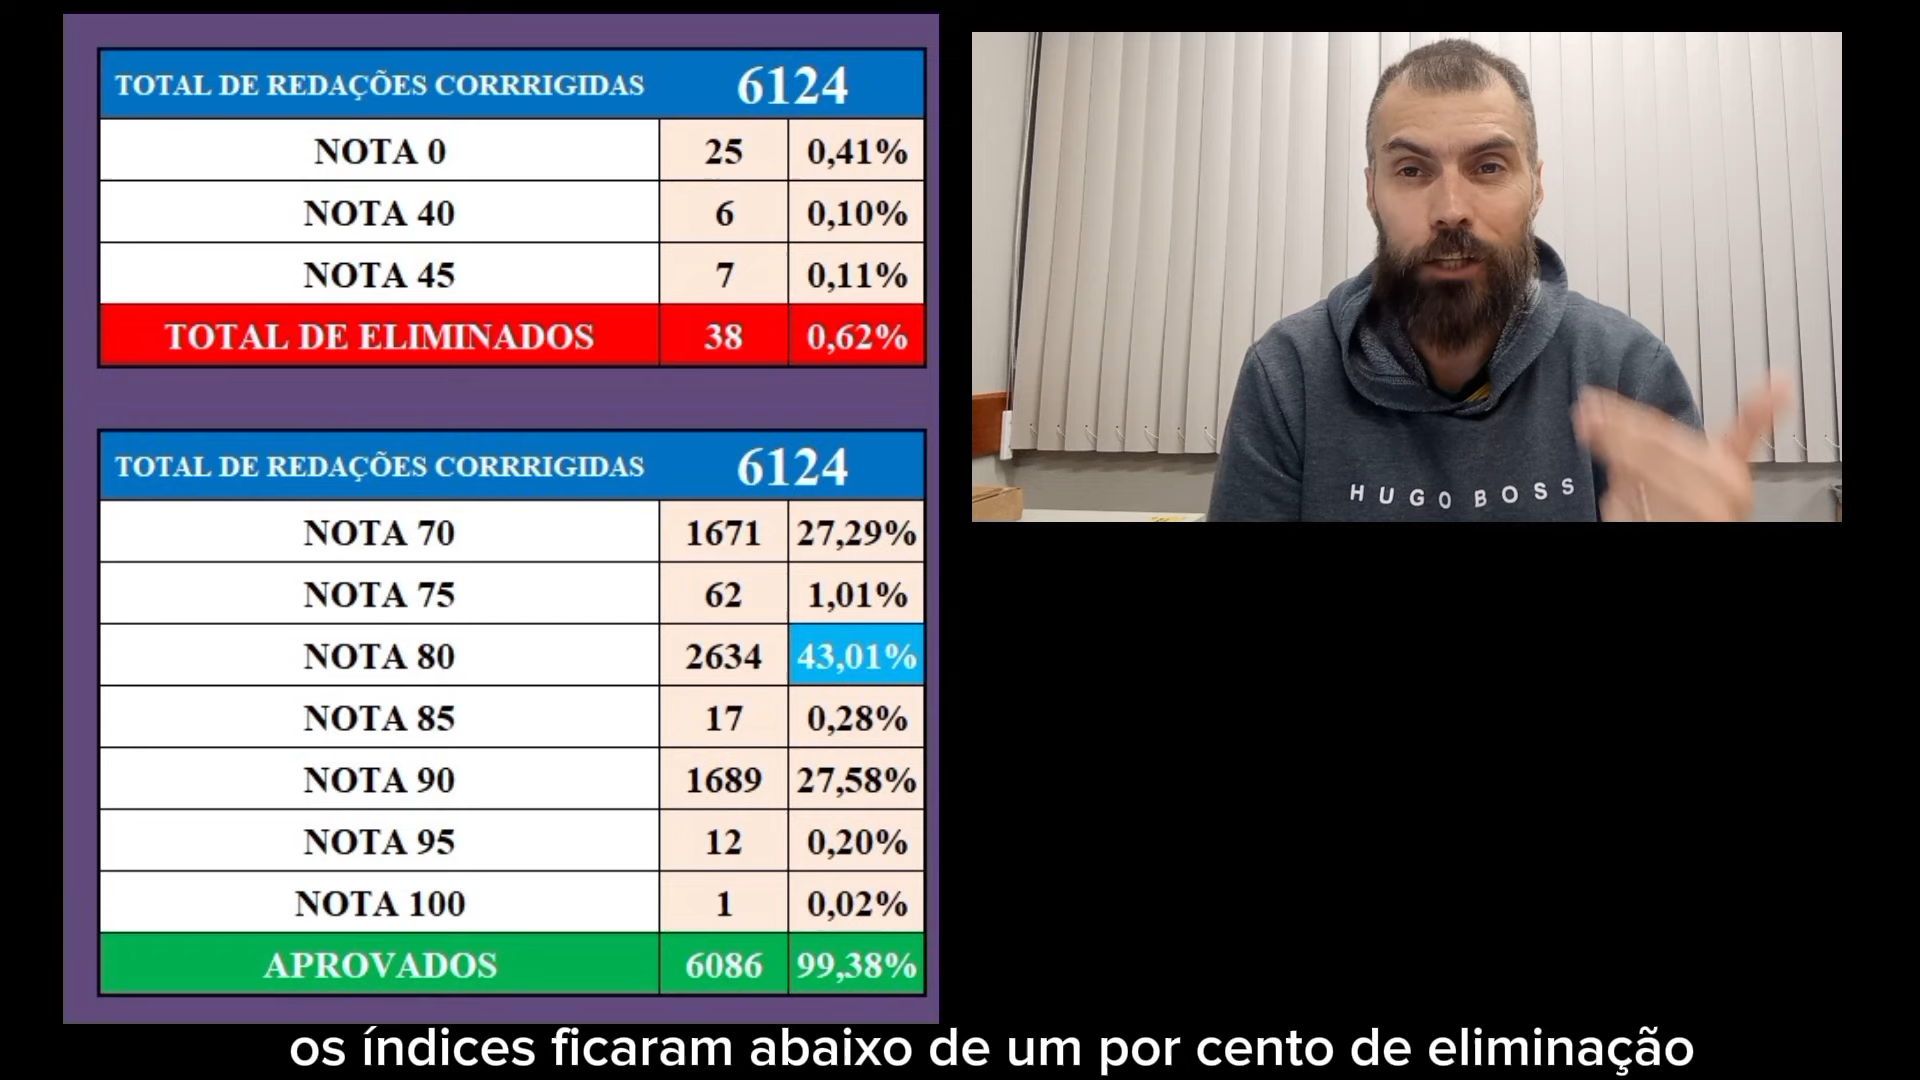 TOTAL DE REDAÇÕES CORRRIGIDAS 6124
NOTA 0 25 0,41%
NOTA 40 6 0,10%
NOTA 45 7 0,11%
TOTAL DE ELIMINADOS 38 0,62%
TOTAL DE REDAÇÕES CORRRIGIDAS 6124
NOTA 70 1671 27,29%
NOTA 75 62 1,01%
NOTA 80 2634 43,01%
NOTA 85 17 0,28%
NOTA 90 1689 27,58%
NOTA 95 12 0,20%
NOTA 100 1 0,02%
APROVADOS 6086 99,38%
HUGO BOSS
os índices ficaram abaixo de um por cento de eliminação